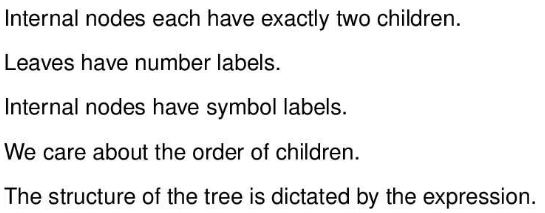 Internal nodes each have exactly two children.
Leaves have number labels.
Internal nodes have symbol labels.
We care about the order of children.
The structure of the tree is dictated by the expression.